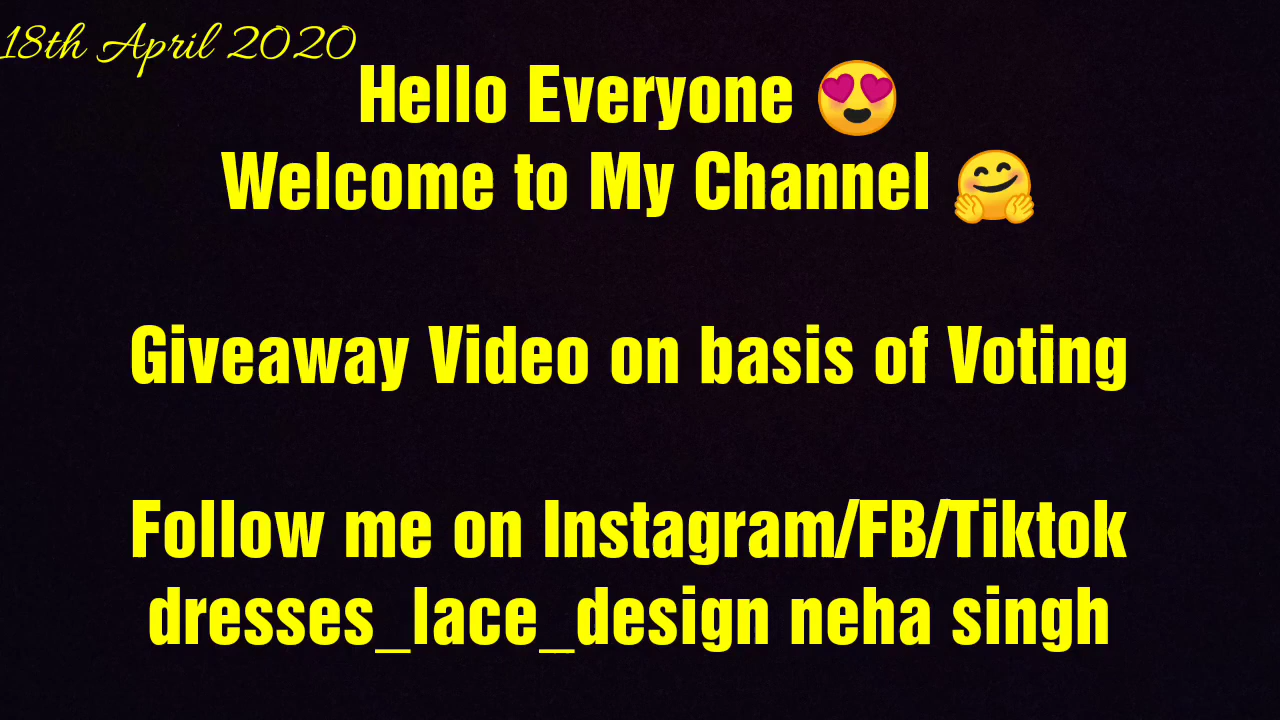 18th April 2020
Hello Everyone 😍
Welcome to My Channel 🤗
Giveaway Video on basis of Voting
Follow me on Instagram/FB/Tiktok
dresses_lace_design neha singh